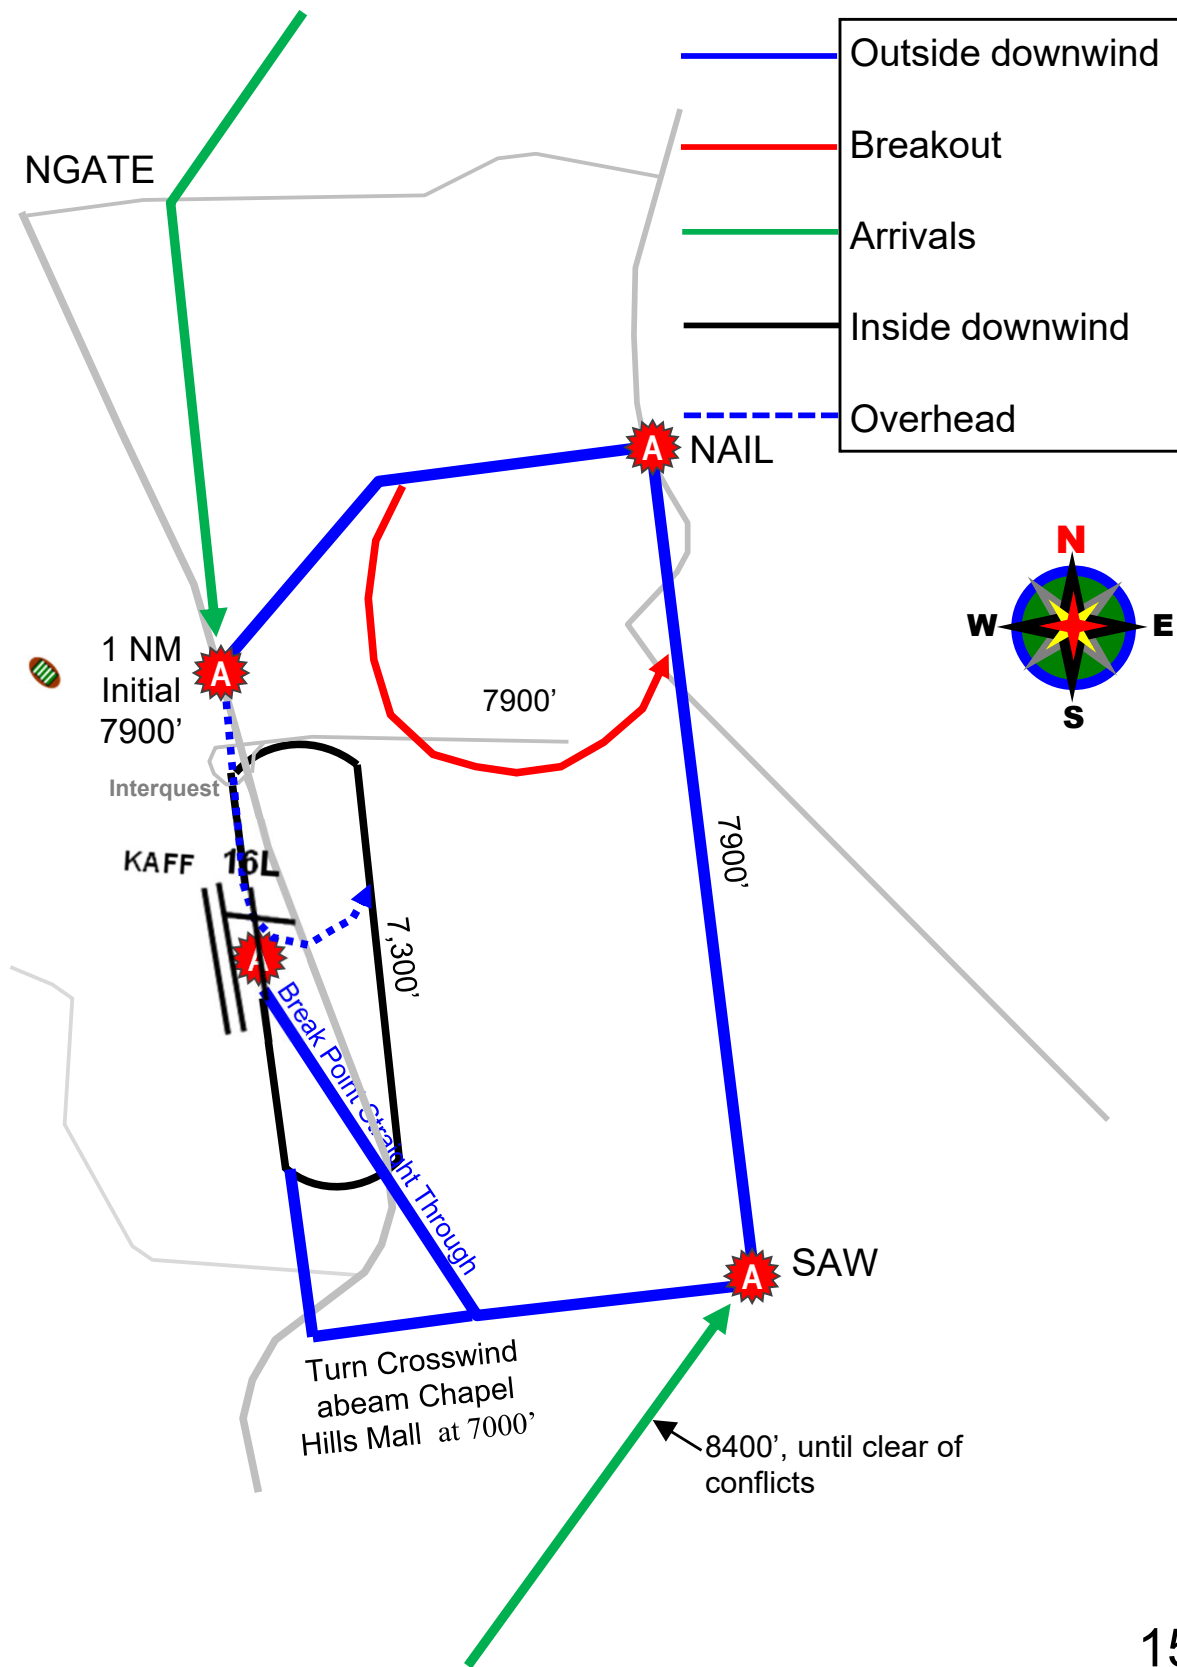 Outside downwind
Breakout
Arrivals
Inside downwind
Overhead
NGATE
A NAIL
N
W E
S
1 NM
Initial
7900’
A
7900’
Interquest
KAFF 16L
7900’
7,300’
A
Break Point Straight Through
A SAW
Turn Crosswind
abeam Chapel
Hills Mall at 7000’
8400’, until clear of
conflicts
15